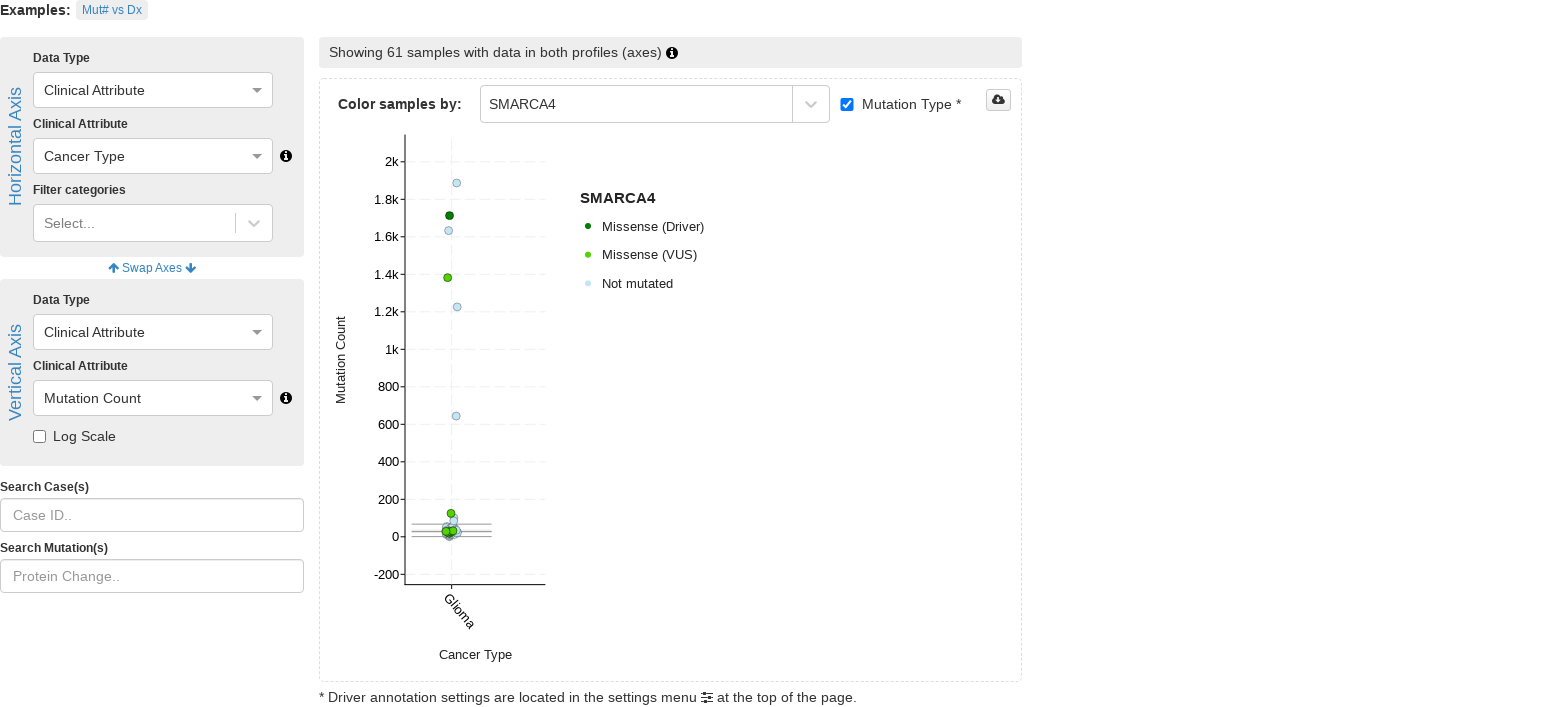 Examples: Mut# vs Dx
Horizontal Axis
Data Type
Clinical Attribute
Clinical Attribute
Cancer Type
Filter categories
Select...
Swap Axes
Vertical Axis
Data Type
Clinical Attribute
Clinical Attribute
Mutation Count
Log Scale
Search Case(s)
Case ID..
Search Mutation(s)
Protein Change..
Showing 61 samples with data in both profiles (axes)
Color samples by: SMARCA4 Mutation Type *
Mutation Count
2k
1.8k
1.6k
1.4k
1.2k
1k
800
600
400
200
0
-200
Glioma
Cancer Type
SMARCA4
Missense (Driver)
Missense (VUS)
Not mutated
* Driver annotation settings are located in the settings menu at the top of the page.